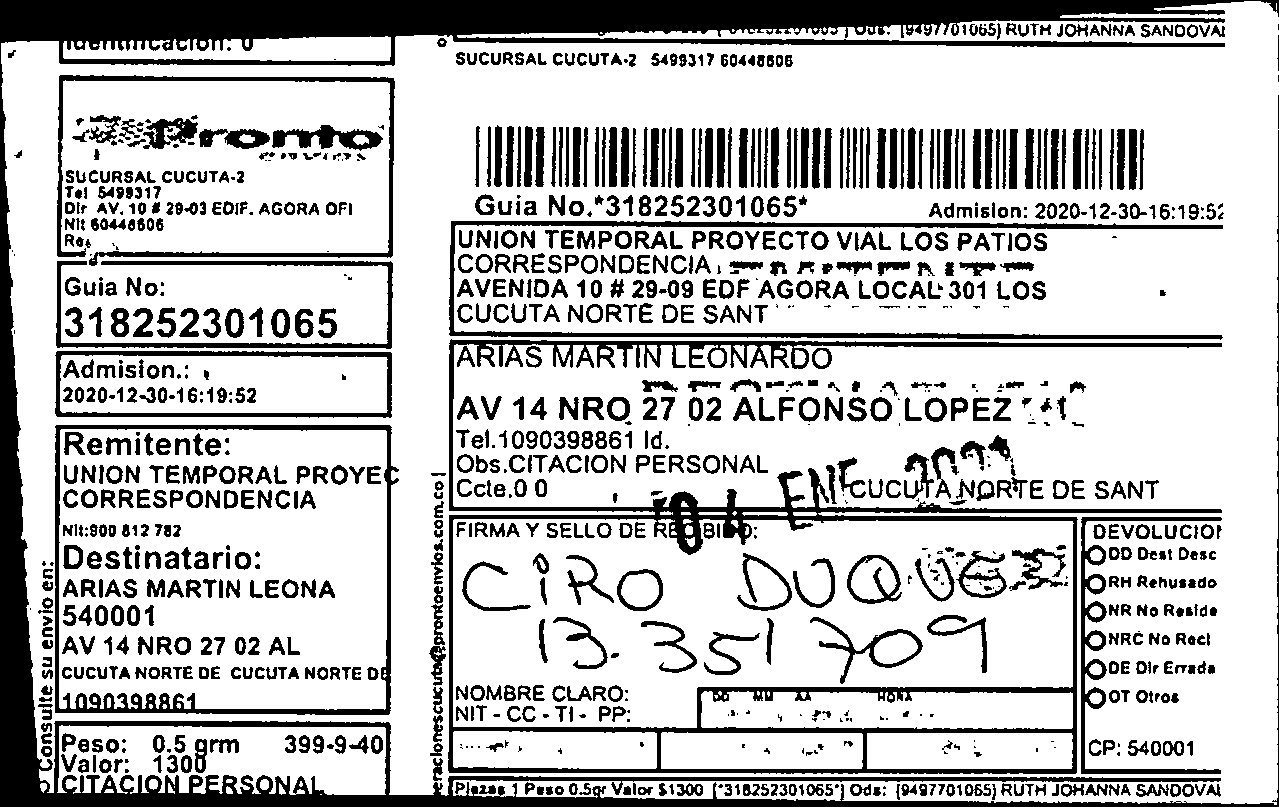 Identificacion: 0
Pronto
envios
SUCURSAL CUCUTA-2
Tel 5499317
Dir AV. 10 # 29-03 EDIF. AGORA OFI
Nit 60448606
Guia No:
318252301065
Admision.:
2020-12-30-16:19:52
Remitente:
UNION TEMPORAL PROYEC
CORRESPONDENCIA
Nit:900 812 782
Destinatario:
ARIAS MARTIN LEONA
540001
AV 14 NRO 27 02 AL
CUCUTA NORTE DE CUCUTA NORTE DE
1090398861
Peso: 0.5 grm 399-9-40
Valor: 1300
CITACION PERSONAL
Consulte su envio en:
eracionescucuta@prontoenvios.com.co
Ods: [9497701065] RUTH JOHANNA SANDOVAL
SUCURSAL CUCUTA-2 5499317 60448606
Guia No.*318252301065*
Admision: 2020-12-30-16:19:52
UNION TEMPORAL PROYECTO VIAL LOS PATIOS
CORRESPONDENCIA
AVENIDA 10 # 29-09 EDF AGORA LOCAL 301 LOS
CUCUTA NORTE DE SANT
ARIAS MARTIN LEONARDO
AV 14 NRO 27 02 ALFONSO LOPEZ
Tel.1090398861 Id.
Obs.CITACION PERSONAL
Ccte.0 0
CUCUTA NORTE DE SANT
04 ENE 2021
FIRMA Y SELLO DE RECIBIDO:
CIRO DUQUE
13.351709
NOMBRE CLARO:
NIT - CC - TI - PP:
DD MM AA HORA
DEVOLUCION
DD Dest Desc
RH Rehusado
NR No Reside
NRC No Recl
DE Dir Errada
OT Otros
CP: 540001
Plezas 1 Peso 0.5gr Valor $1300 (*318252301065*) Ods: [9497701065] RUTH JOHANNA SANDOVAL